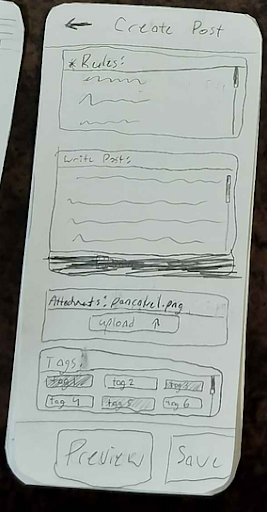 ← Create Post
* Rules:
Write Post:
Attachments: pancake1.png
upload ↑
Tags:
tag 1 tag 2 tag 3
tag 4 tag 5 tag 6
Preview Save